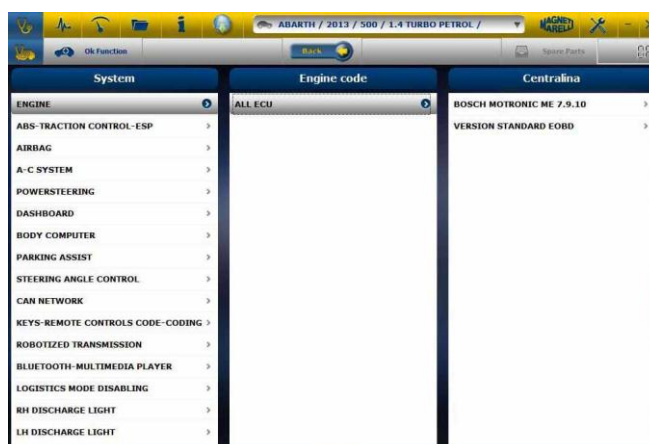 ABARTH / 2013 / 500 / 1.4 TURBO PETROL /
MAGNETI
MARELLI
Ok Function
Back
Spare Parts
System
Engine code
Centralina
ENGINE
ALL ECU
BOSCH MOTRONIC ME 7.9.10
ABS-TRACTION CONTROL-ESP
VERSION STANDARD EOBD
AIRBAG
A-C SYSTEM
POWERSTEERING
DASHBOARD
BODY COMPUTER
PARKING ASSIST
STEERING ANGLE CONTROL
CAN NETWORK
KEYS-REMOTE CONTROLS CODE-CODING
ROBOTIZED TRANSMISSION
BLUETOOTH-MULTIMEDIA PLAYER
LOGISTICS MODE DISABLING
RH DISCHARGE LIGHT
LH DISCHARGE LIGHT